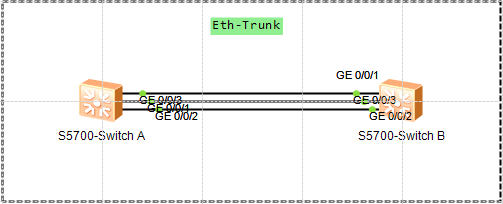 Eth-Trunk
GE 0/0/1
GE 0/0/3
GE 0/0/3
GE 0/0/1
GE 0/0/2
GE 0/0/2
S5700-Switch A
S5700-Switch B